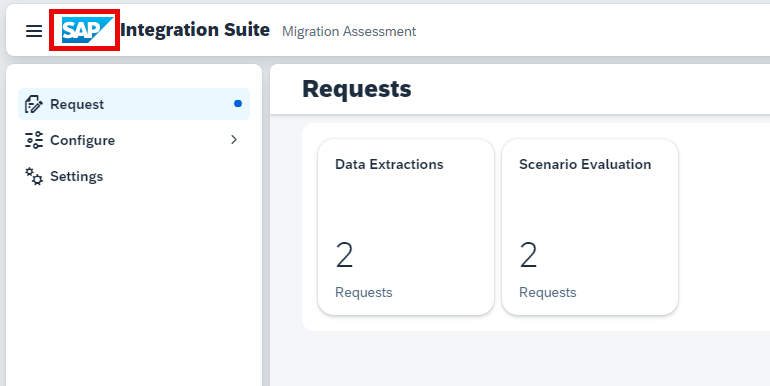 SAP Integration Suite Migration Assessment
Request
Configure
Settings
Requests
Data Extractions
2
Requests
Scenario Evaluation
2
Requests